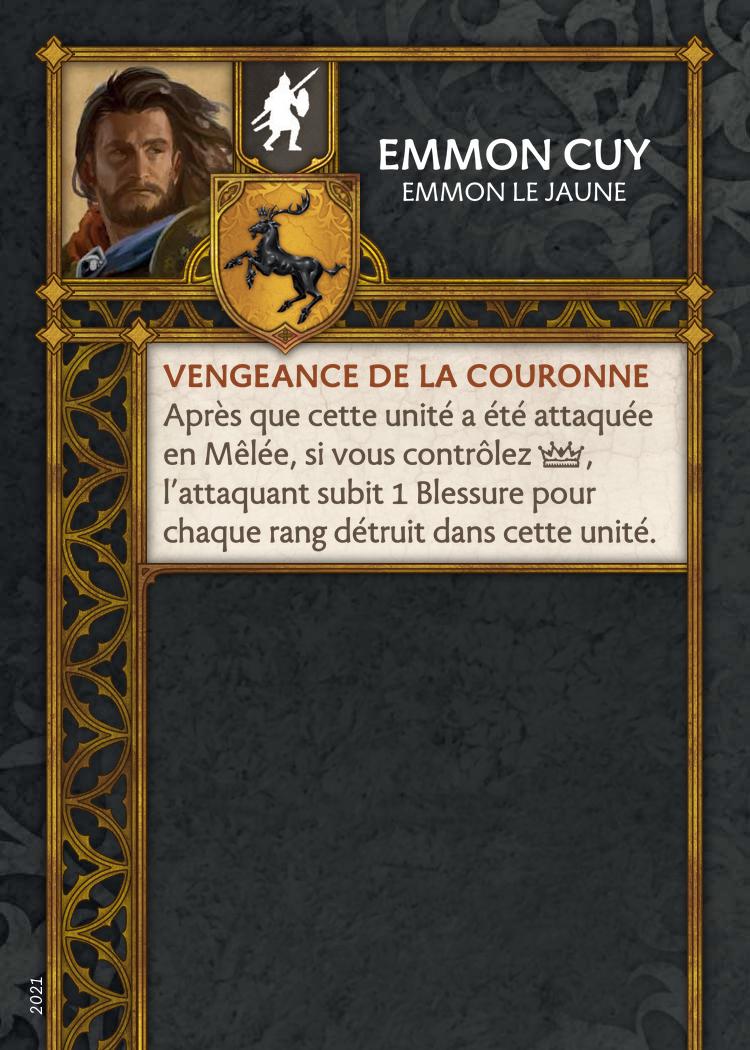 EMMON CUY
EMMON LE JAUNE
VENGEANCE DE LA COURONNE
Après que cette unité a été attaquée
en Mêlée, si vous contrôlez ,
l'attaquant subit 1 Blessure pour
chaque rang détruit dans cette unité.
2021